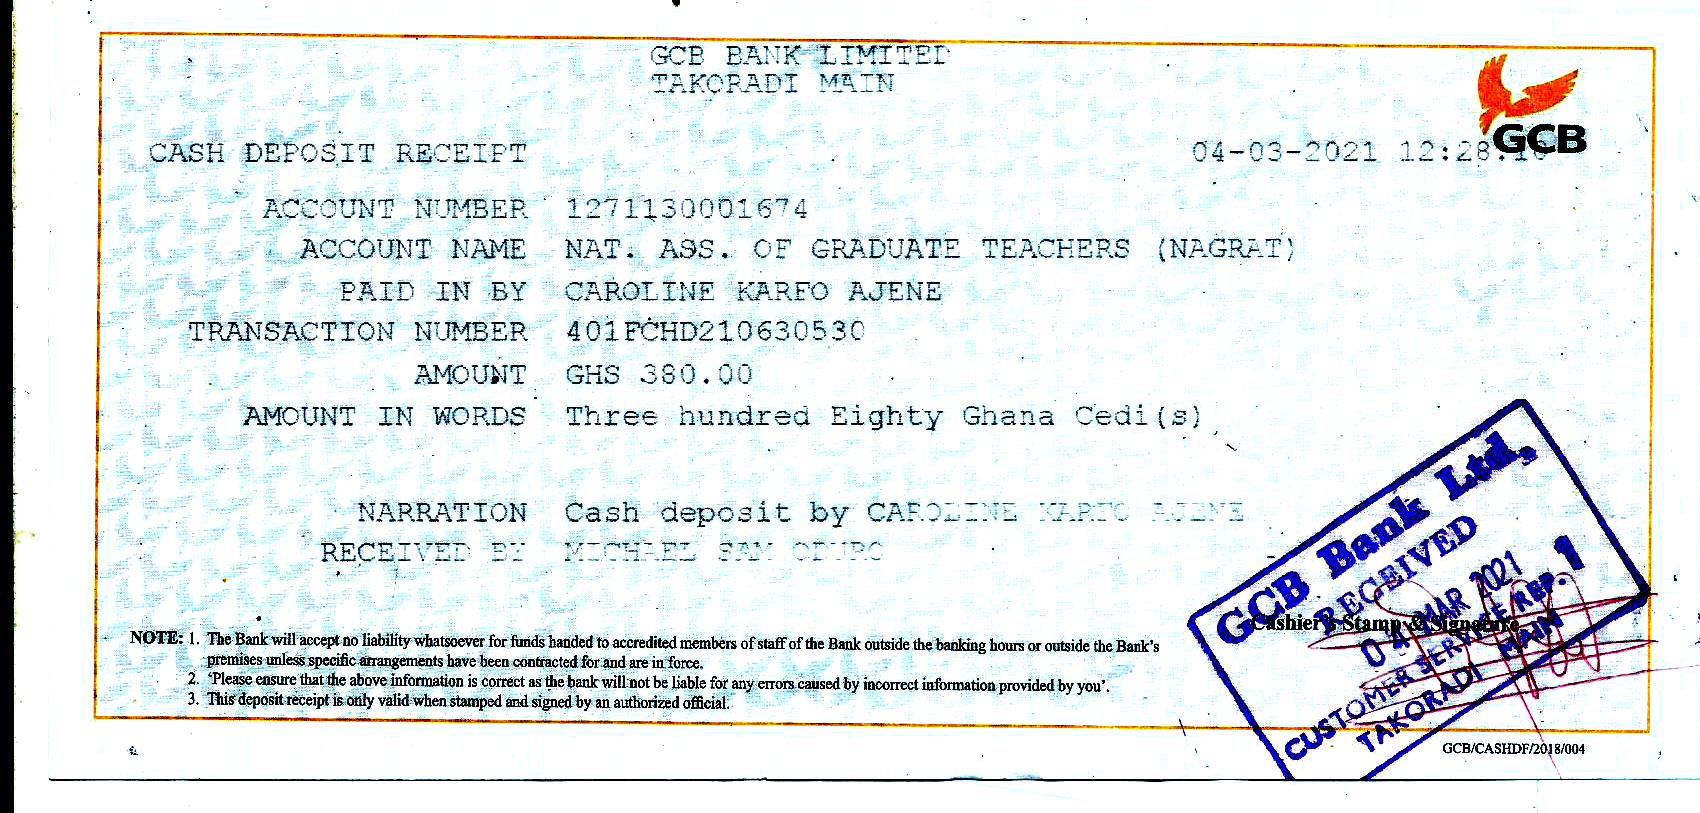 GCB BANK LIMITED
TAKORADI MAIN
GCB
CASH DEPOSIT RECEIPT 04-03-2021 12:28:16
ACCOUNT NUMBER 1271130001674
ACCOUNT NAME NAT. ASS. OF GRADUATE TEACHERS (NAGRAT)
PAID IN BY CAROLINE KARFO AJENE
TRANSACTION NUMBER 401FCHD210630530
AMOUNT GHS 380.00
AMOUNT IN WORDS Three hundred Eighty Ghana Cedi(s)
NARRATION Cash deposit by CAROLINE KARFO AJENE
RECEIVED BY MICHAEL SAM ODURO
NOTE: 1. The Bank will accept no liability whatsoever for funds handed to accredited members of staff of the Bank outside the banking hours or outside the Bank's
premises unless specific arrangements have been contracted for and are in force.
2. 'Please ensure that the above information is correct as the bank will not be liable for any errors caused by incorrect information provided by you'.
3. This deposit receipt is only valid when stamped and signed by an authorized official.
Cashier's Stamp & Signature
GCB Bank Ltd.
RECEIVED
04 MAR 2021
CUSTOMER SERVICE REP. 1
TAKORADI MAIN
GCB/CASHDF/2018/004